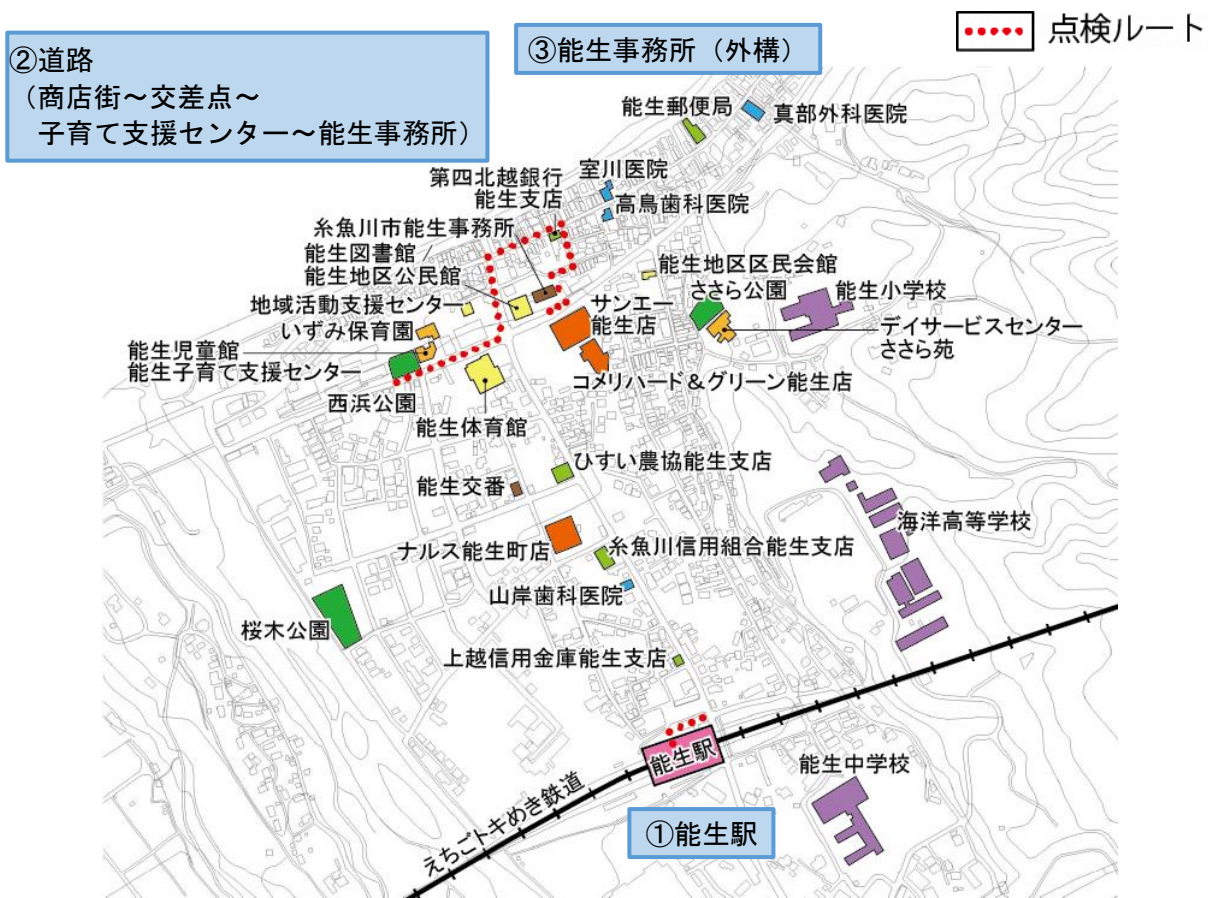 点検ルート
②道路
(商店街~交差点~
子育て支援センター~能生事務所)
③能生事務所(外構)
能生郵便局
真部外科医院
室川医院
第四北越銀行
能生支店
高鳥歯科医院
糸魚川市能生事務所
能生図書館
能生地区公民館
能生地区区民会館
ささら公園
能生小学校
地域活動支援センター
サンエー
能生店
いずみ保育園
デイサービスセンター
ささら苑
能生児童館
能生子育て支援センター
コメリハード&グリーン能生店
西浜公園
能生体育館
ひすい農協能生支店
能生交番
海洋高等学校
ナルス能生町店
糸魚川信用組合能生支店
山岸歯科医院
桜木公園
上越信用金庫能生支店
能生駅
能生中学校
えちごトキめき鉄道
①能生駅